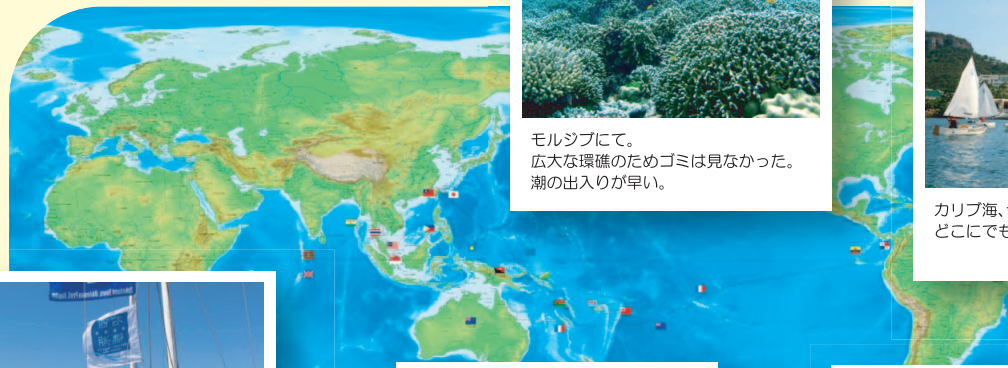 モルジブにて。
広大な環礁のためゴミは見なかった。
潮の出入りが早い。
カリブ海、
どこにでも